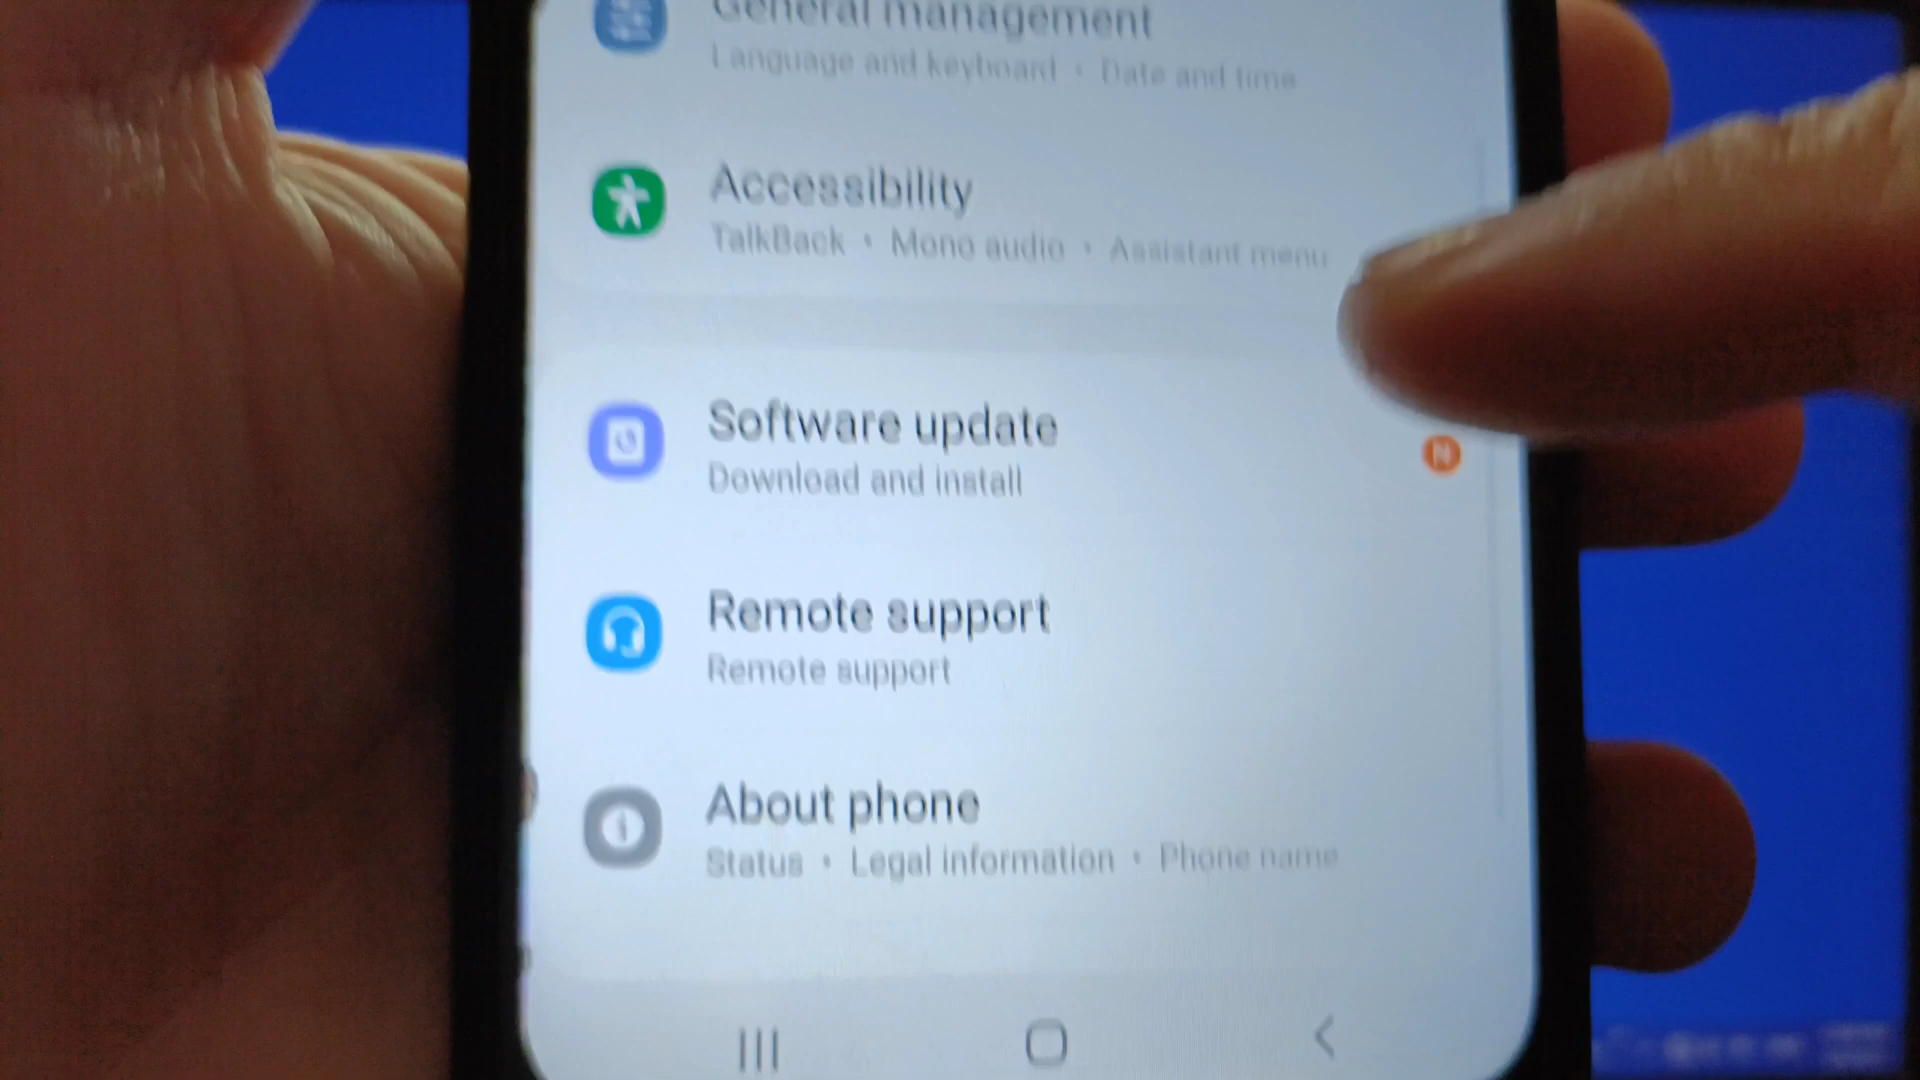 General management
Language and keyboard • Date and time
Accessibility
TalkBack • Mono audio • Assistant menu
Software update
N
Download and install
Remote support
Remote support
About phone
Status • Legal information • Phone name